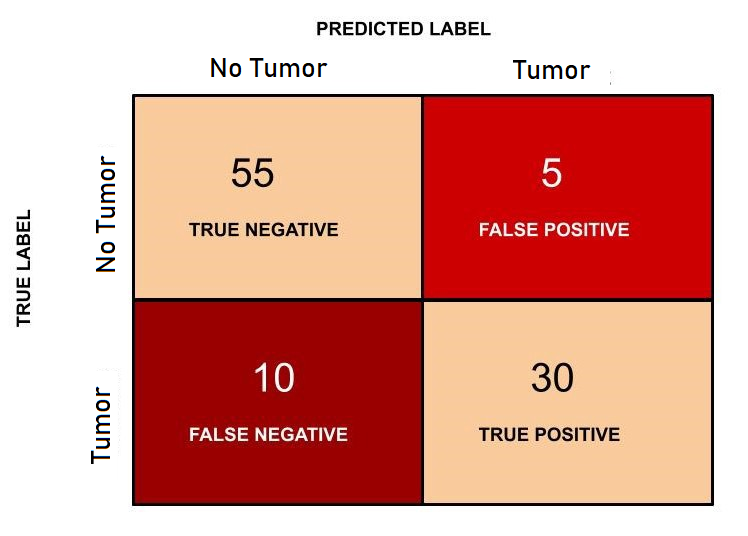 PREDICTED LABEL
No Tumor
Tumor
TRUE LABEL
No Tumor
55
TRUE NEGATIVE
5
FALSE POSITIVE
Tumor
10
FALSE NEGATIVE
30
TRUE POSITIVE